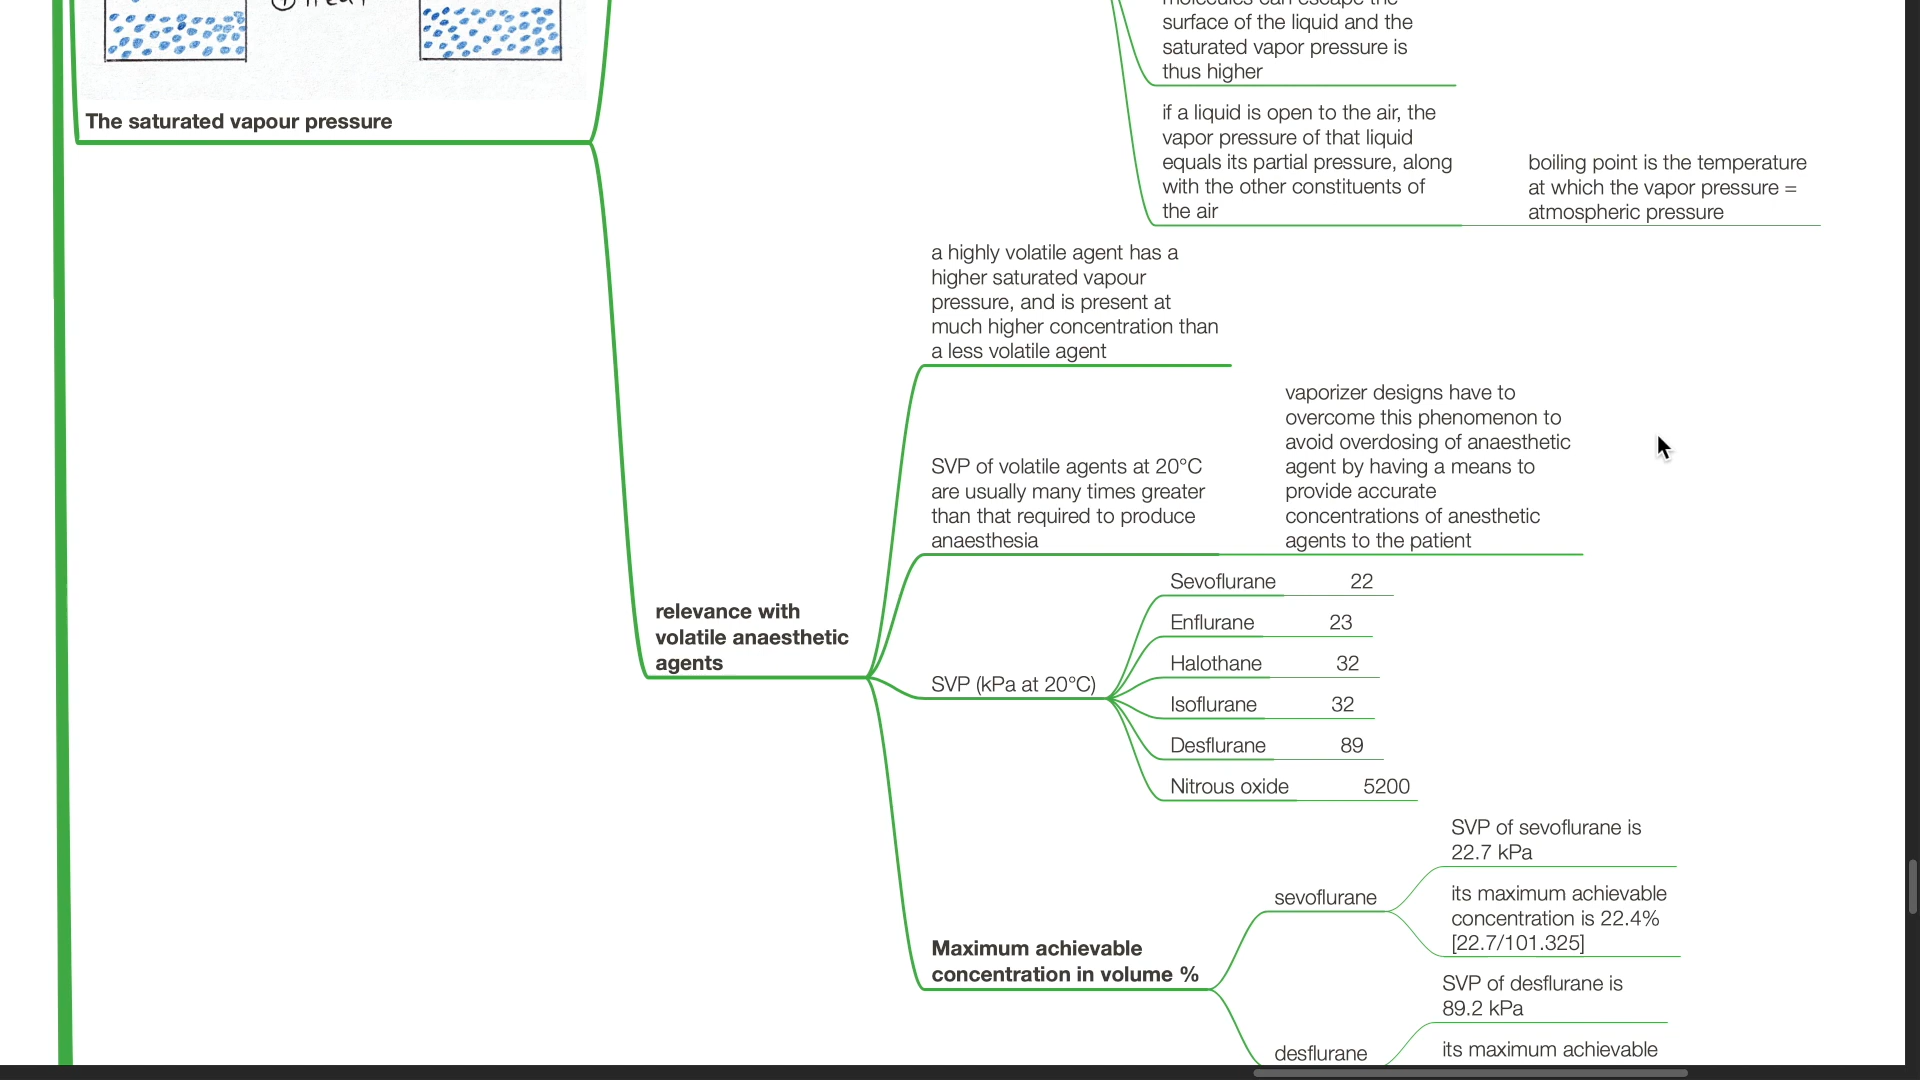 molecules can escape the
surface of the liquid and the
saturated vapor pressure is
thus higher
The saturated vapour pressure
if a liquid is open to the air, the
vapor pressure of that liquid
equals its partial pressure, along
with the other constituents of
the air
boiling point is the temperature
at which the vapor pressure =
atmospheric pressure
a highly volatile agent has a
higher saturated vapour
pressure, and is present at
much higher concentration than
a less volatile agent
SVP of volatile agents at 20°C
are usually many times greater
than that required to produce
anaesthesia
vaporizer designs have to
overcome this phenomenon to
avoid overdosing of anaesthetic
agent by having a means to
provide accurate
concentrations of anesthetic
agents to the patient
relevance with
volatile anaesthetic
agents
SVP (kPa at 20°C)
Sevoflurane 22
Enflurane 23
Halothane 32
Isoflurane 32
Desflurane 89
Nitrous oxide 5200
Maximum achievable
concentration in volume %
sevoflurane
SVP of sevoflurane is
22.7 kPa
its maximum achievable
concentration is 22.4%
[22.7/101.325]
desflurane
SVP of desflurane is
89.2 kPa
its maximum achievable